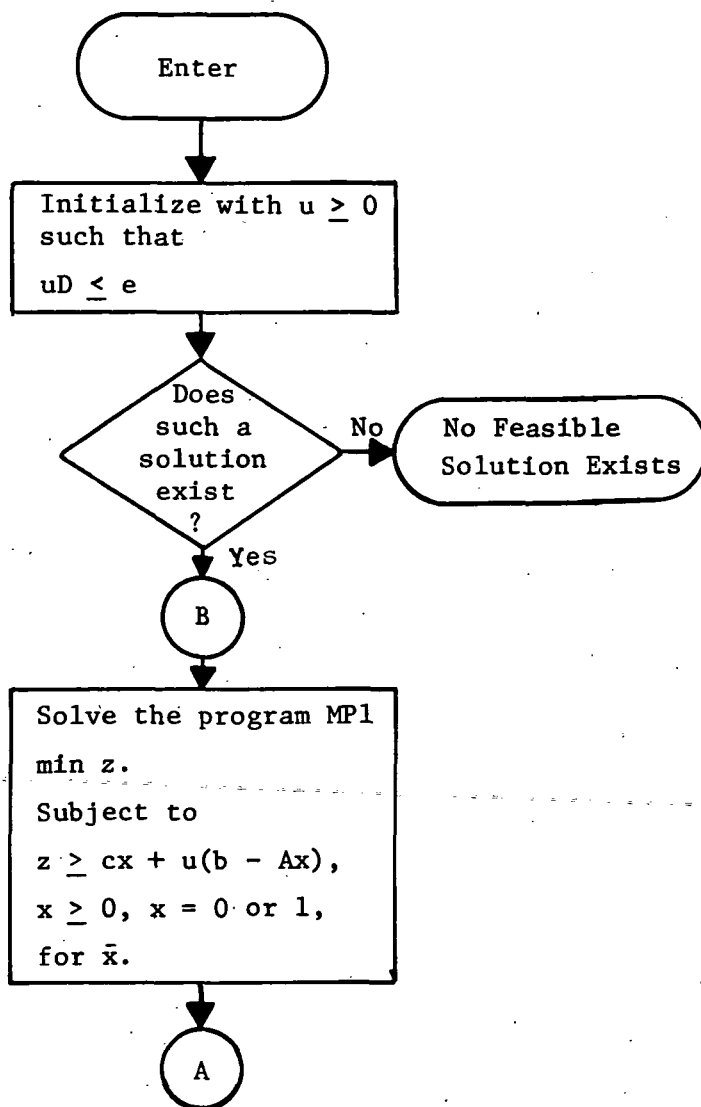 Enter
Initialize with u ≥ 0
such that
uD ≤ e
Does
such a
solution
exist
?
No
No Feasible
Solution Exists
Yes
B
Solve the program MP1
min z.
Subject to
z ≥ cx + u(b - Ax),
x ≥ 0, x = 0 or 1,
for x̄.
A